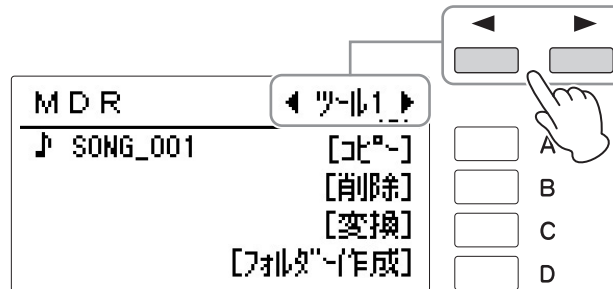 ◀ ▶
MDR ◀ ツール1 ▶
♪ SONG_001 [コピー] A
[削除] B
[変換] C
[フォルダー作成] D